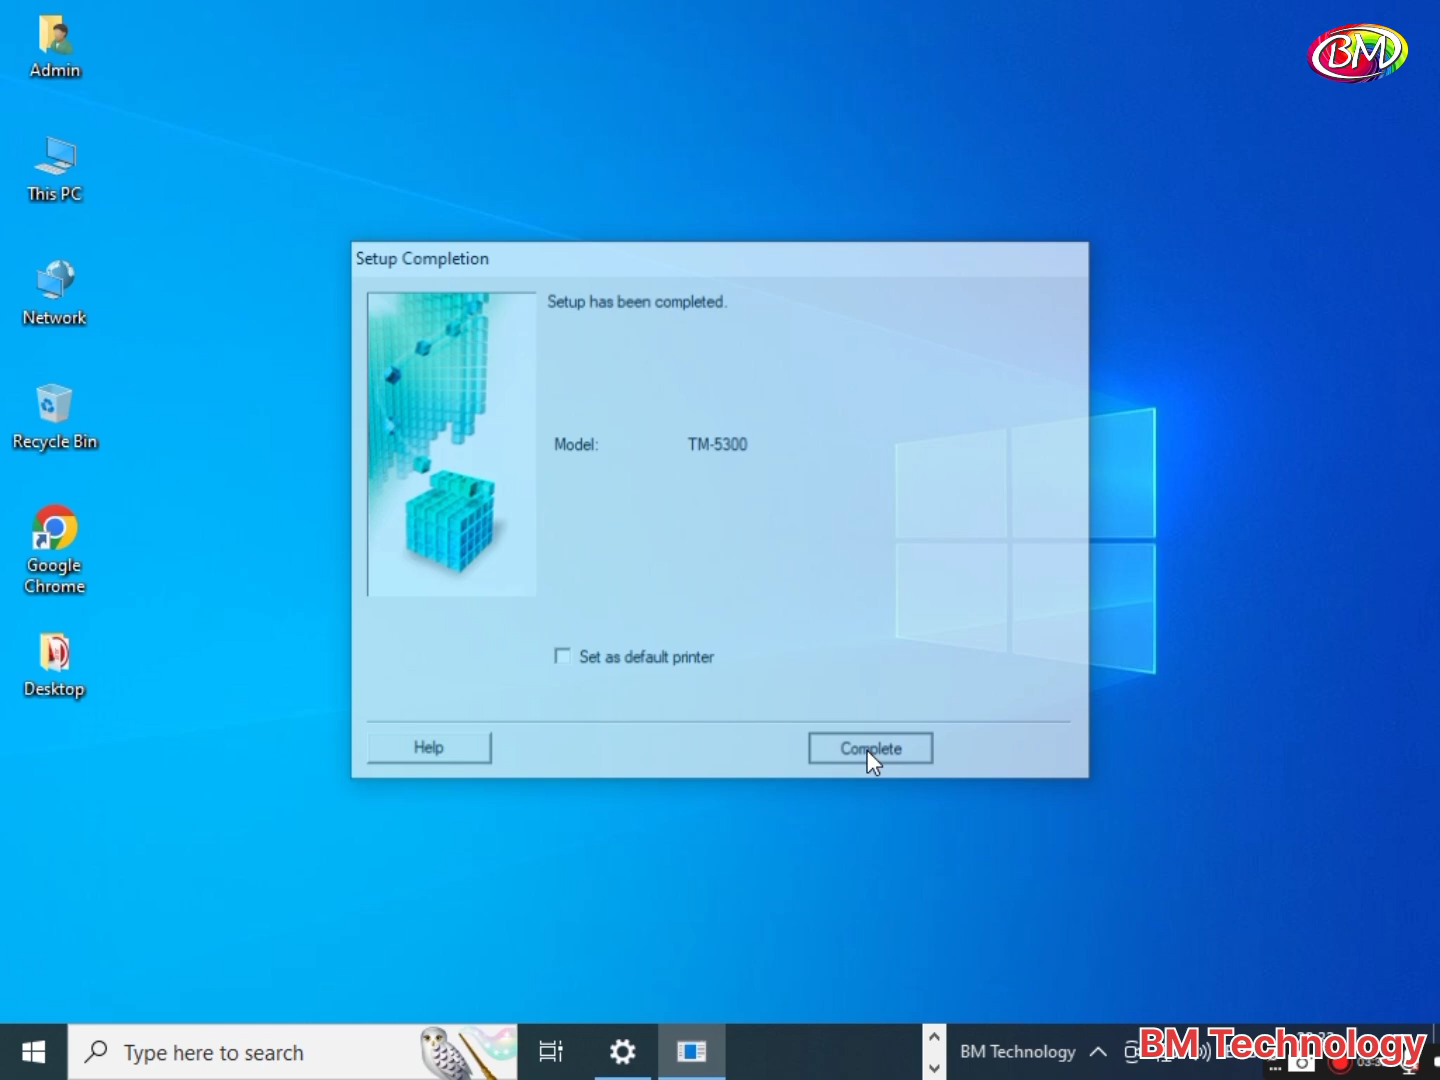 Admin
This PC
Network
Recycle Bin
Google
Chrome
Desktop
BM
Setup Completion
Setup has been completed.
Model: TM-5300
Set as default printer
Help
Complete
Type here to search
BM Technology
BM Technology